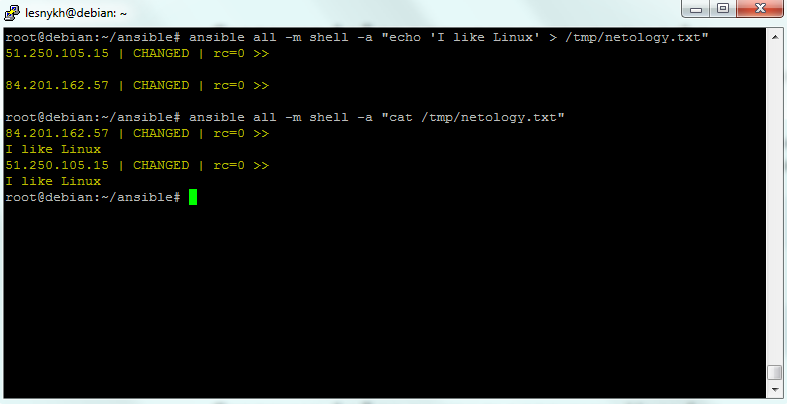 lesnykh@debian: ~
root@debian:~/ansible# ansible all -m shell -a "echo 'I like Linux' > /tmp/netology.txt"
51.250.105.15 | CHANGED | rc=0 >>
84.201.162.57 | CHANGED | rc=0 >>
root@debian:~/ansible# ansible all -m shell -a "cat /tmp/netology.txt"
84.201.162.57 | CHANGED | rc=0 >>
I like Linux
51.250.105.15 | CHANGED | rc=0 >>
I like Linux
root@debian:~/ansible#